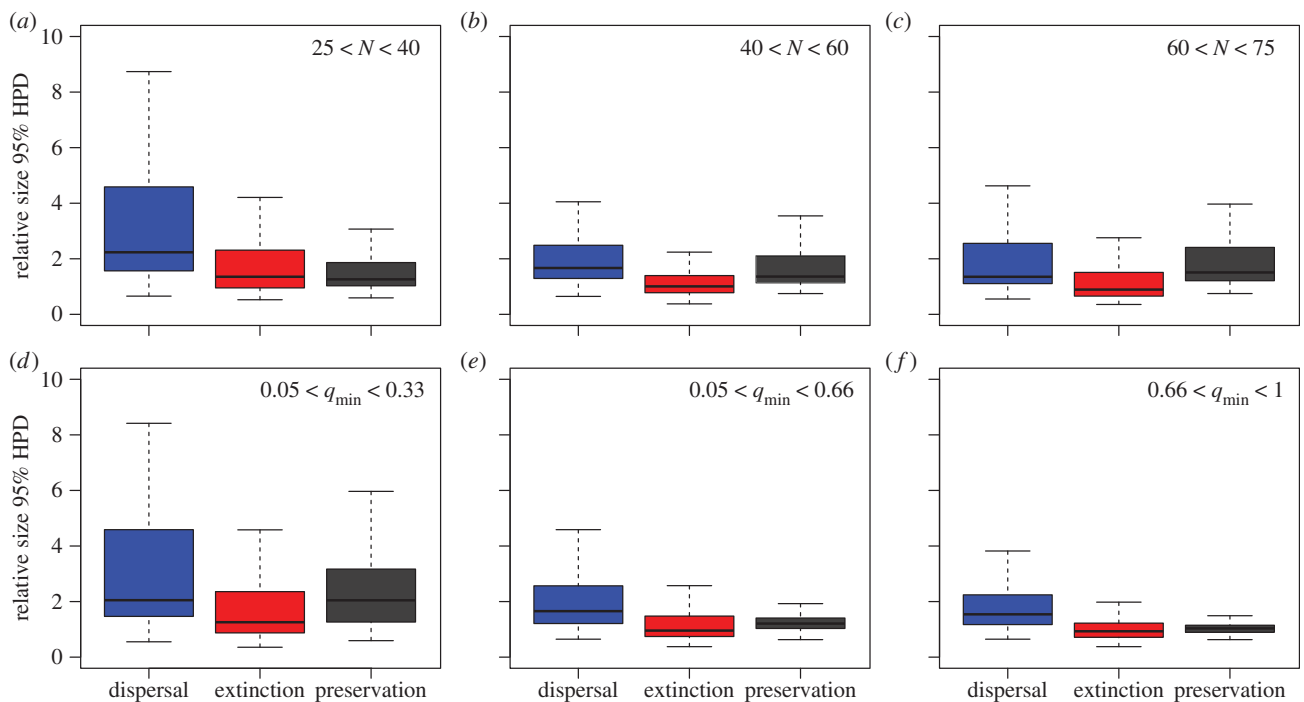 (a)
25 < N < 40
(b)
40 < N < 60
(c)
60 < N < 75
relative size 95% HPD
10
8
6
4
2
0
(d)
0.05 < qmin < 0.33
(e)
0.05 < qmin < 0.66
(f)
0.66 < qmin < 1
relative size 95% HPD
10
8
6
4
2
0
dispersal extinction preservation
dispersal extinction preservation
dispersal extinction preservation